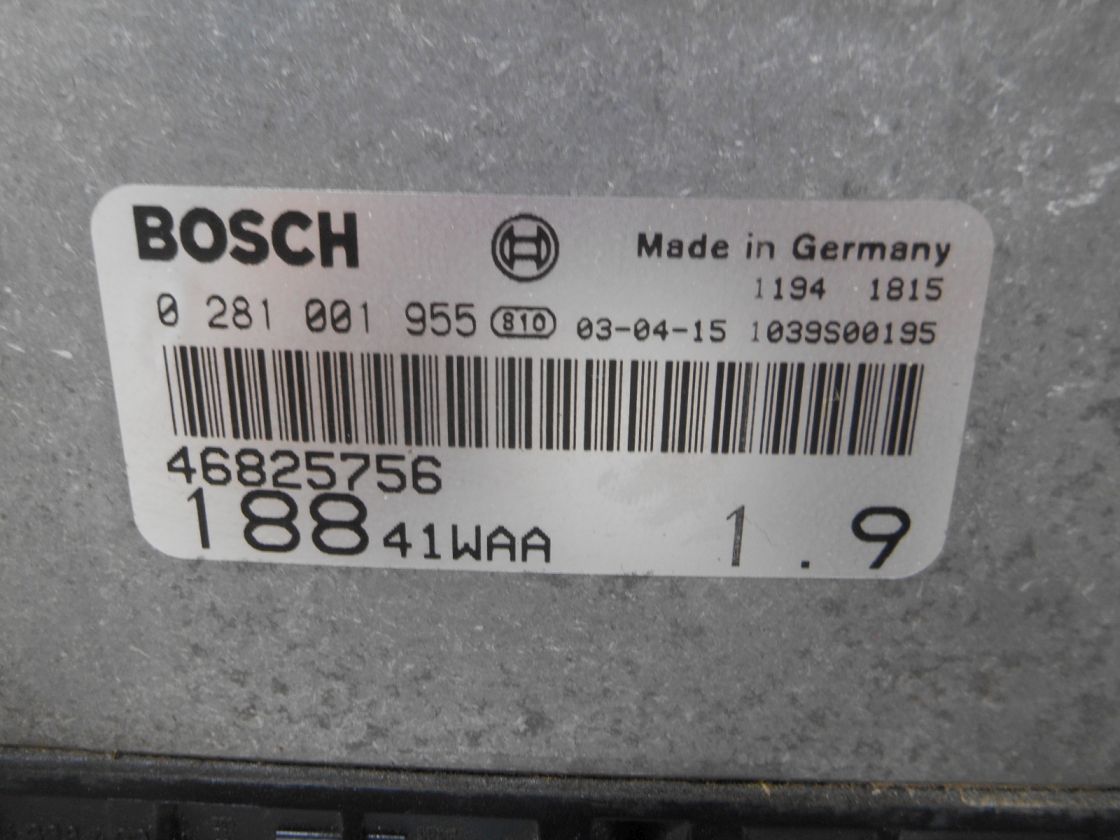 BOSCH
Made in Germany
1194 1815
0 281 001 955 810 03-04-15 1039S00195
46825756
188 41WAA 1.9